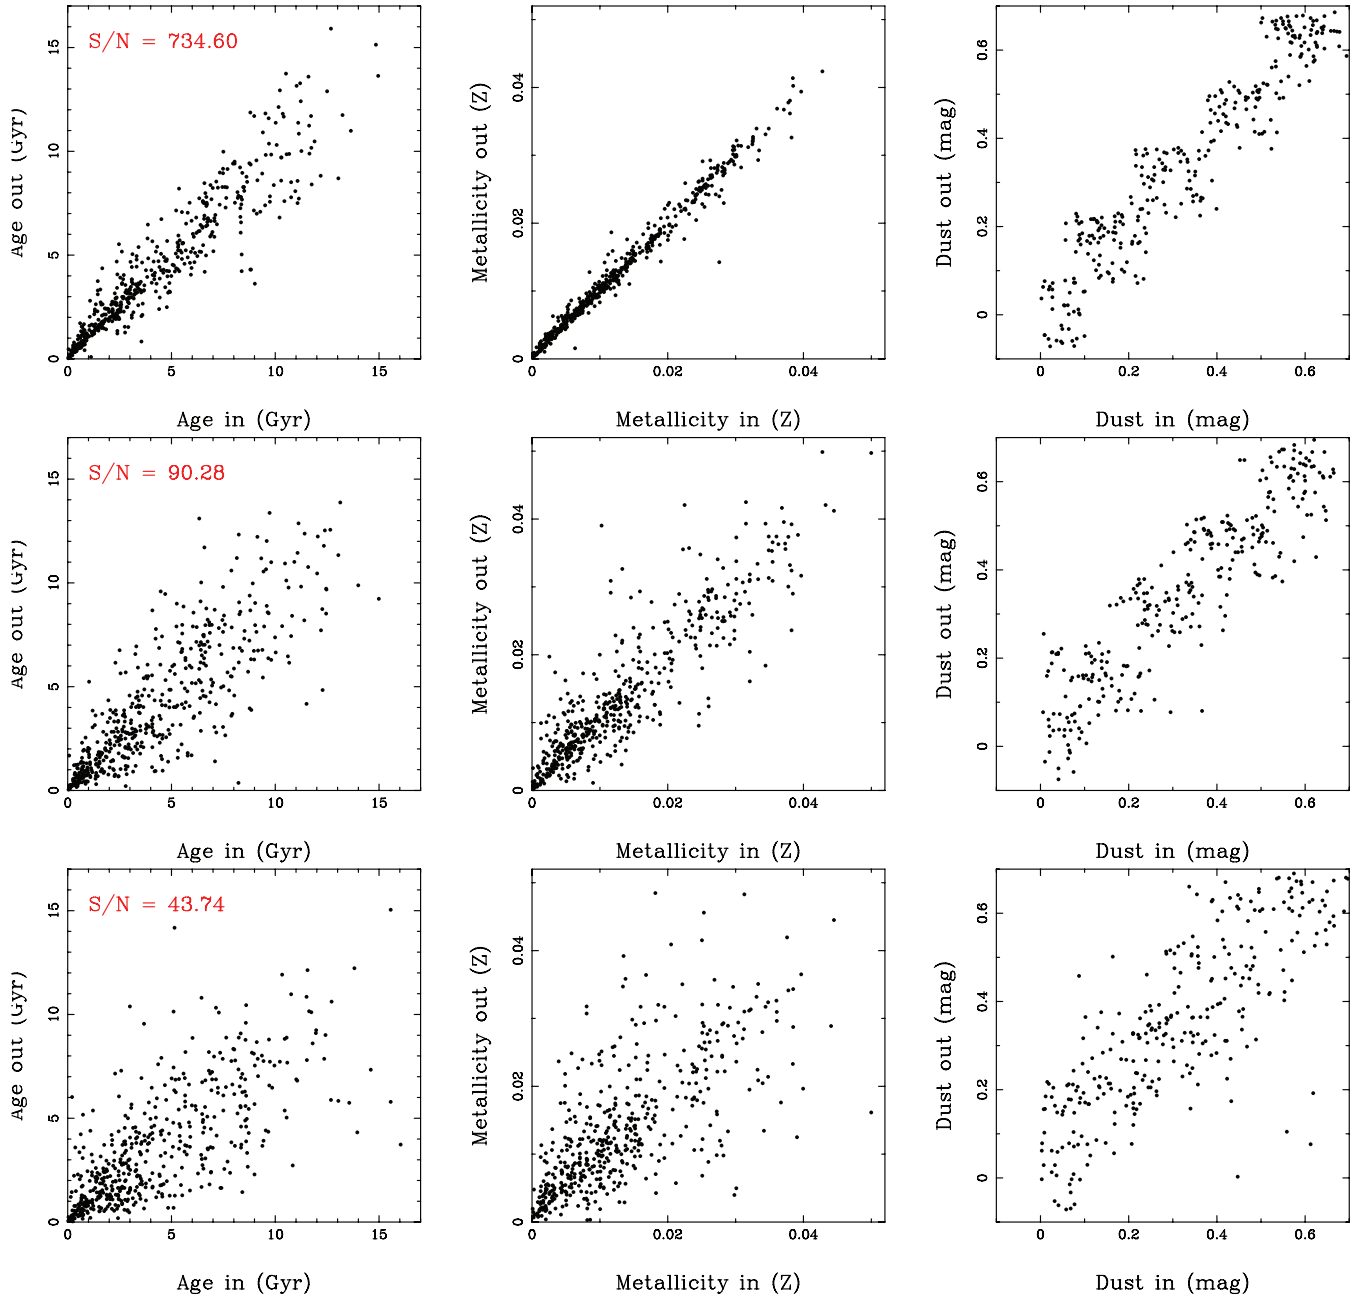 S/N = 734.60
Age out (Gyr)
0 5 10 15
0 5 10 15
Age in (Gyr)
Metallicity out (Z)
0 0.02 0.04
0 0.02 0.04
Metallicity in (Z)
Dust out (mag)
0 0.2 0.4 0.6
0 0.2 0.4 0.6
Dust in (mag)
S/N = 90.28
Age out (Gyr)
0 5 10 15
0 5 10 15
Age in (Gyr)
Metallicity out (Z)
0 0.02 0.04
0 0.02 0.04
Metallicity in (Z)
Dust out (mag)
0 0.2 0.4 0.6
0 0.2 0.4 0.6
Dust in (mag)
S/N = 43.74
Age out (Gyr)
0 5 10 15
0 5 10 15
Age in (Gyr)
Metallicity out (Z)
0 0.02 0.04
0 0.02 0.04
Metallicity in (Z)
Dust out (mag)
0 0.2 0.4 0.6
0 0.2 0.4 0.6
Dust in (mag)